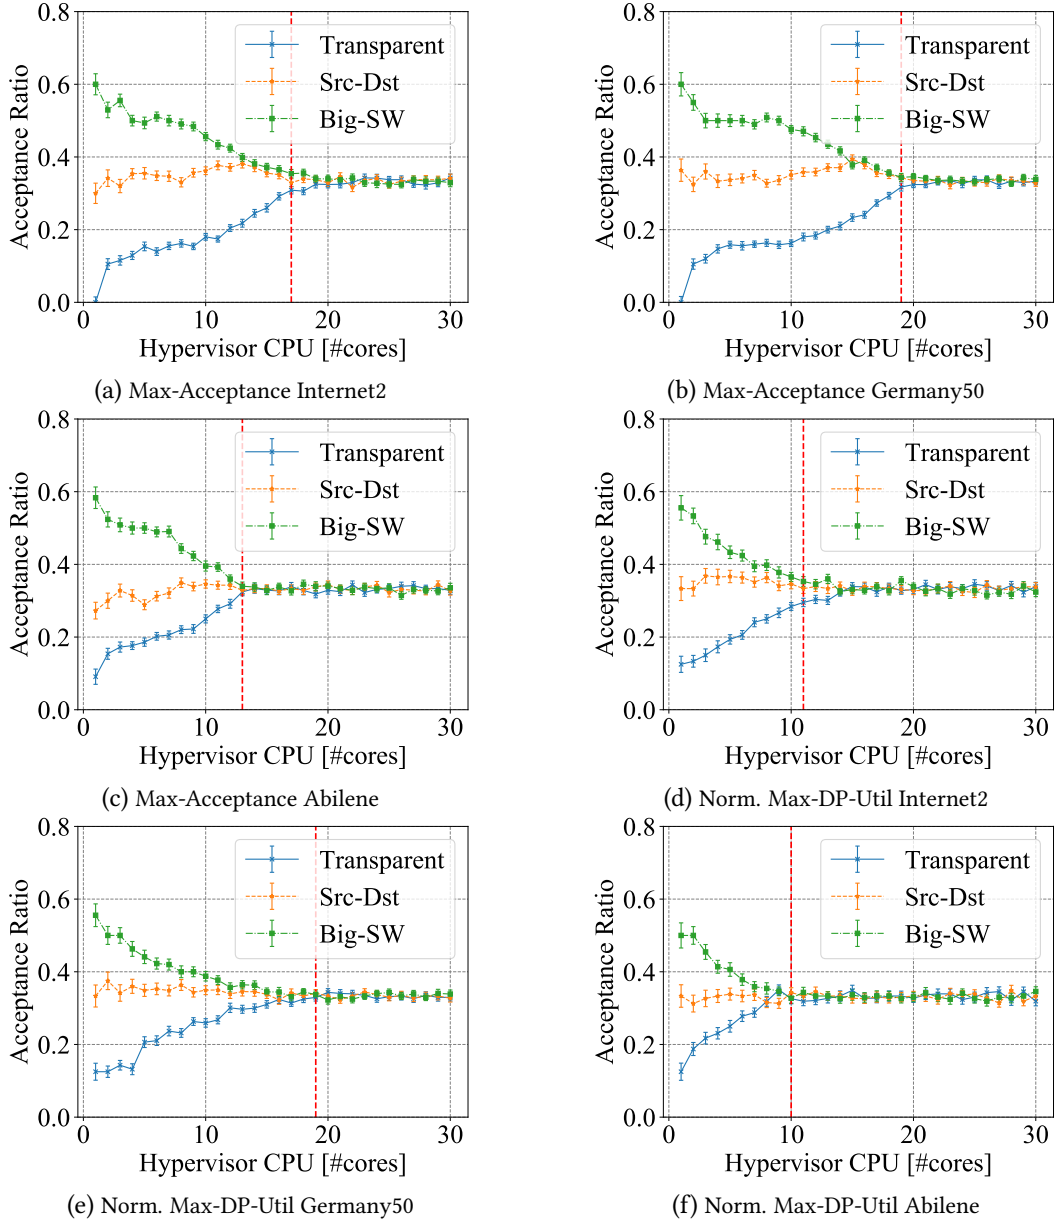 0.8
0.6
0.4
0.2
0.0
Acceptance Ratio
Transparent
Src-Dst
Big-SW
0 10 20 30
Hypervisor CPU [#cores]
(a) Max-Acceptance Internet2
0.8
0.6
0.4
0.2
0.0
Acceptance Ratio
Transparent
Src-Dst
Big-SW
0 10 20 30
Hypervisor CPU [#cores]
(b) Max-Acceptance Germany50
0.8
0.6
0.4
0.2
0.0
Acceptance Ratio
Transparent
Src-Dst
Big-SW
0 10 20 30
Hypervisor CPU [#cores]
(c) Max-Acceptance Abilene
0.8
0.6
0.4
0.2
0.0
Acceptance Ratio
Transparent
Src-Dst
Big-SW
0 10 20 30
Hypervisor CPU [#cores]
(d) Norm. Max-DP-Util Internet2
0.8
0.6
0.4
0.2
0.0
Acceptance Ratio
Transparent
Src-Dst
Big-SW
0 10 20 30
Hypervisor CPU [#cores]
(e) Norm. Max-DP-Util Germany50
0.8
0.6
0.4
0.2
0.0
Acceptance Ratio
Transparent
Src-Dst
Big-SW
0 10 20 30
Hypervisor CPU [#cores]
(f) Norm. Max-DP-Util Abilene